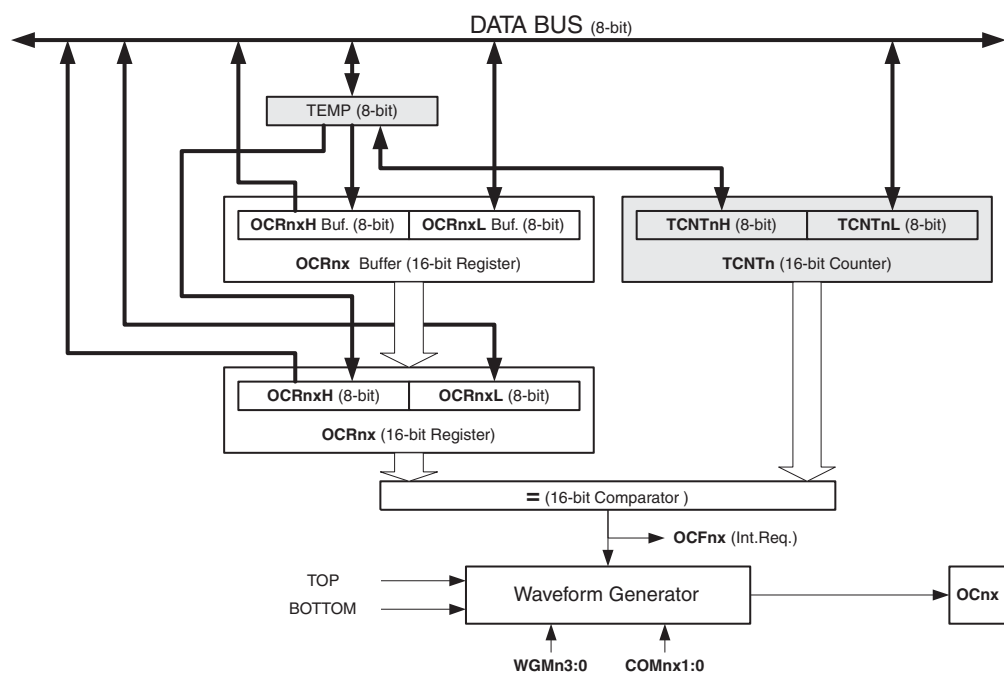 DATA BUS (8-bit)
TEMP (8-bit)
OCRnxH Buf. (8-bit)
OCRnxL Buf. (8-bit)
OCRnx Buffer (16-bit Register)
TCNTnH (8-bit)
TCNTnL (8-bit)
TCNTn (16-bit Counter)
OCRnxH (8-bit)
OCRnxL (8-bit)
OCRnx (16-bit Register)
= (16-bit Comparator )
OCFnx (Int.Req.)
TOP
BOTTOM
Waveform Generator
OCnx
WGMn3:0
COMnx1:0